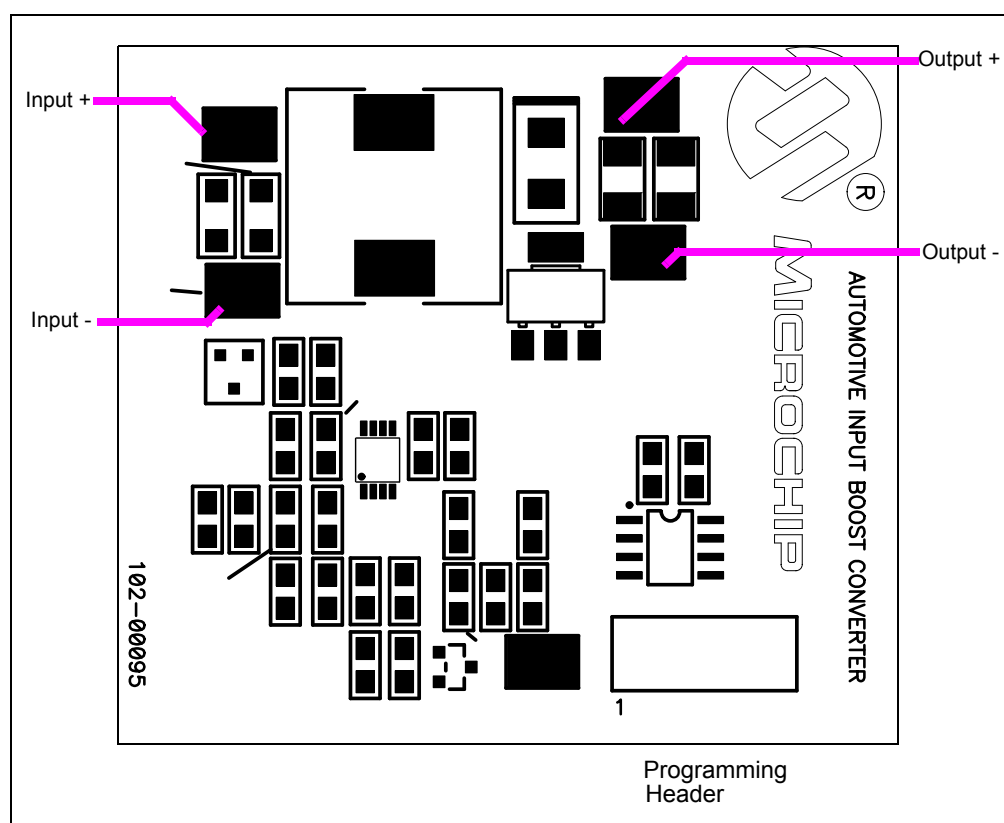 Input +
Output +
®
Output -
Input -
MICROCHIP
AUTOMOTIVE INPUT BOOST CONVERTER
102-00095
1
Programming
Header